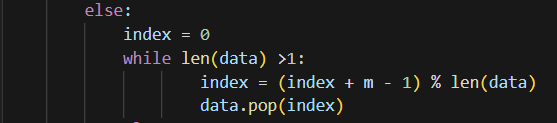 else:
index = 0
while len(data) >1:
index = (index + m - 1) % len(data)
data.pop(index)